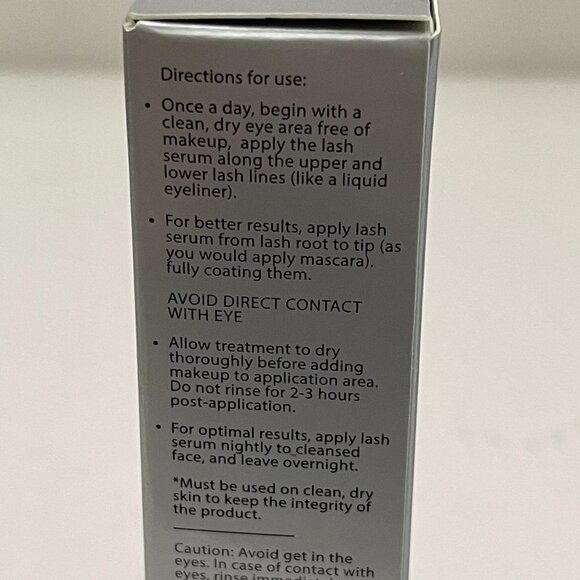 Directions for use:
• Once a day, begin with a
clean, dry eye area free of
makeup, apply the lash
serum along the upper and
lower lash lines (like a liquid
eyeliner).
• For better results, apply lash
serum from lash root to tip (as
you would apply mascara).
fully coating them.
AVOID DIRECT CONTACT
WITH EYE
• Allow treatment to dry
thoroughly before adding
makeup to application area.
Do not rinse for 2-3 hours
post-application.
• For optimal results, apply lash
serum nightly to cleansed
face, and leave overnight.
*Must be used on clean, dry
skin to keep the integrity of
the product.
Caution: Avoid get in the
eyes. In case of contact with
eyes, rinse